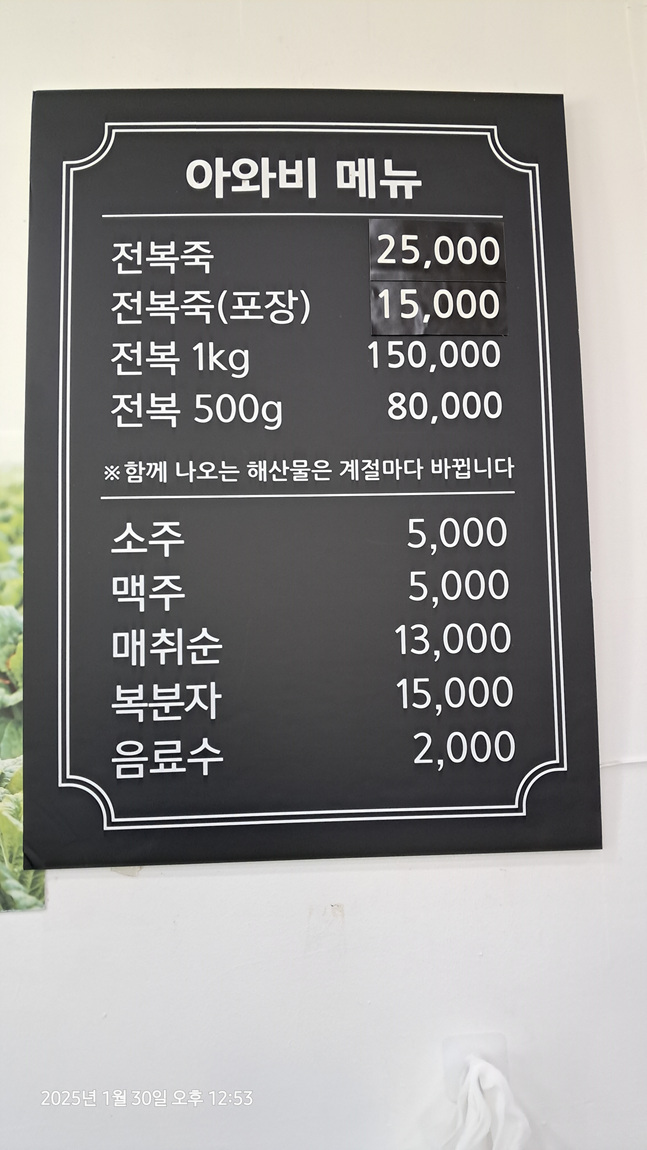 아와비 메뉴
전복죽 25,000
전복죽(포장) 15,000
전복 1kg 150,000
전복 500g 80,000
※함께 나오는 해산물은 계절마다 바뀝니다
소주 5,000
맥주 5,000
매취순 13,000
복분자 15,000
음료수 2,000
2025년 1월 30일 오후 12:53